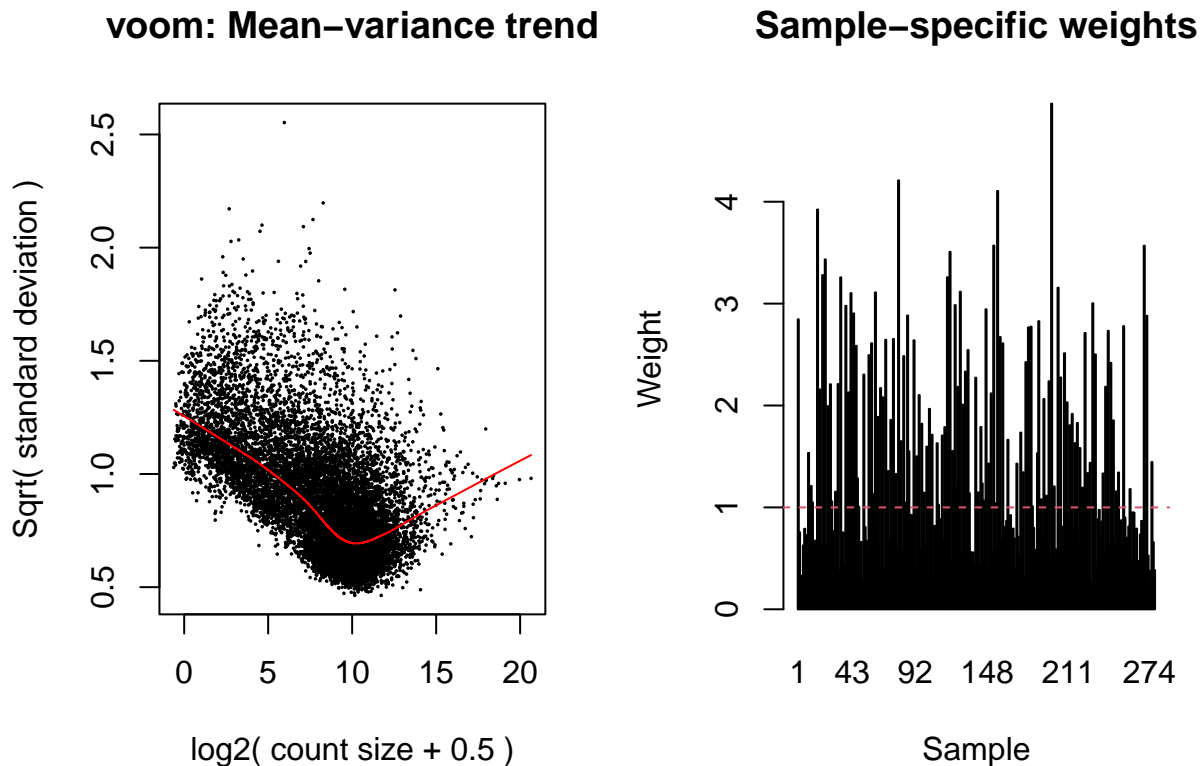 voom: Mean−variance trend
Sqrt( standard deviation )
2.5
2.0
1.5
1.0
0.5
0 5 10 15 20
log2( count size + 0.5 )
Sample−specific weights
Weight
4
3
2
1
0
1 43 92 148 211 274
Sample